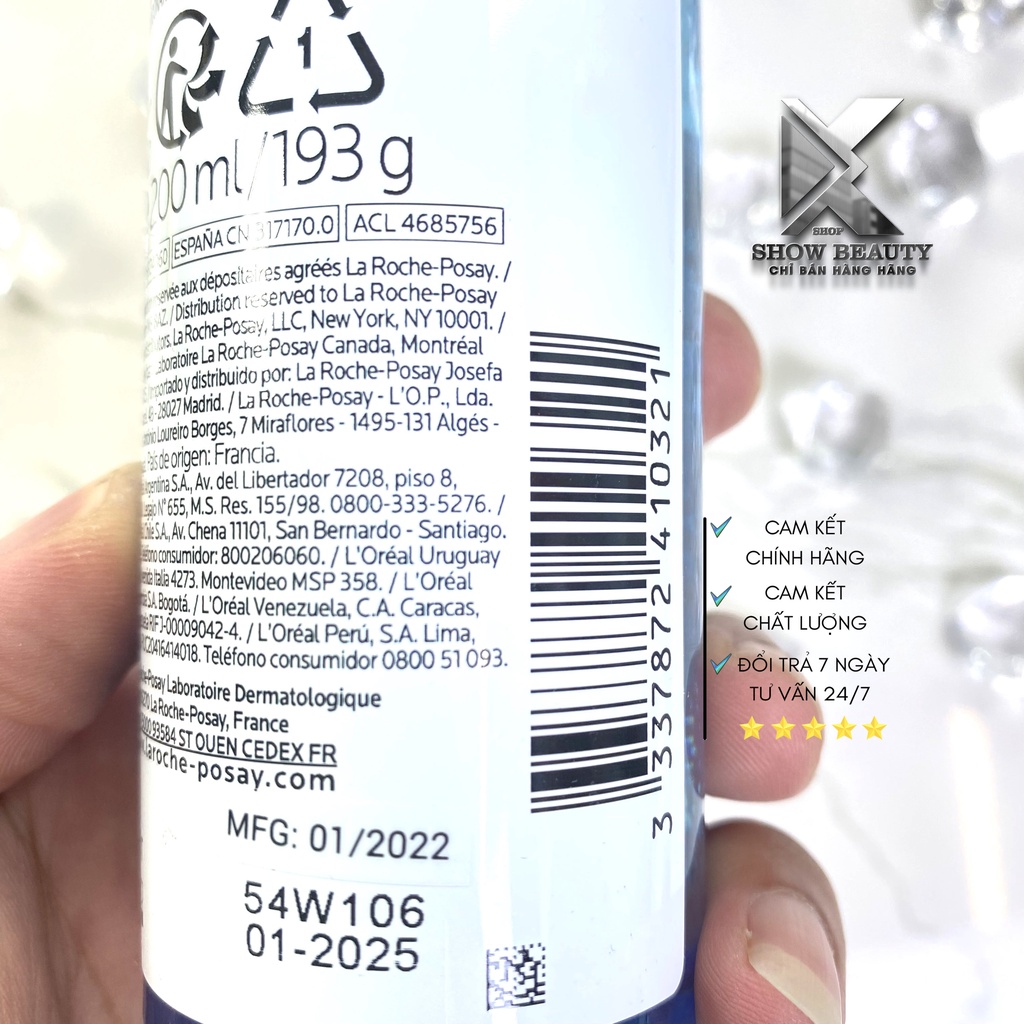 1
200 ml/193 g
ESPAÑA CN 317170.0
ACL 4685756
aux dépositaires agréés La Roche-Posay. /
/ Distribution reserved to La Roche-Posay
La Roche-Posay, LLC, New York, NY 10001. /
La Roche-Posay Canada, Montréal
y distribuido por: La Roche-Posay Josefa
49 - 28027 Madrid. / La Roche-Posay - L'O.P., Lda.
Loureiro Borges, 7 Miraflores - 1495-131 Algés -
País de origen: Francia.
S.A., Av. del Libertador 7208, piso 8,
N° 655, M.S. Res. 155/98. 0800-333-5276. /
S.A., Av. Chena 11101, San Bernardo - Santiago.
consumidor: 800206060. / L'Oréal Uruguay
Italia 4273. Montevideo MSP 358. / L'Oréal
S.A. Bogotá. / L'Oréal Venezuela, C.A. Caracas,
RIF J-00009042-4. / L'Oréal Perú, S.A. Lima,
Teléfono consumidor 0800 51 093.
Laboratoire Dermatologique
La Roche-Posay, France
93584 ST OUEN CEDEX FR
laroche-posay.com
MFG: 01/2022
54W106
01-2025
3 337872 410321
SHOP
SHOW BEAUTY
CHỈ BÁN HÀNG HÃNG
CAM KẾT
CHÍNH HÃNG
CAM KẾT
CHẤT LƯỢNG
ĐỔI TRẢ 7 NGÀY
TƯ VẤN 24/7